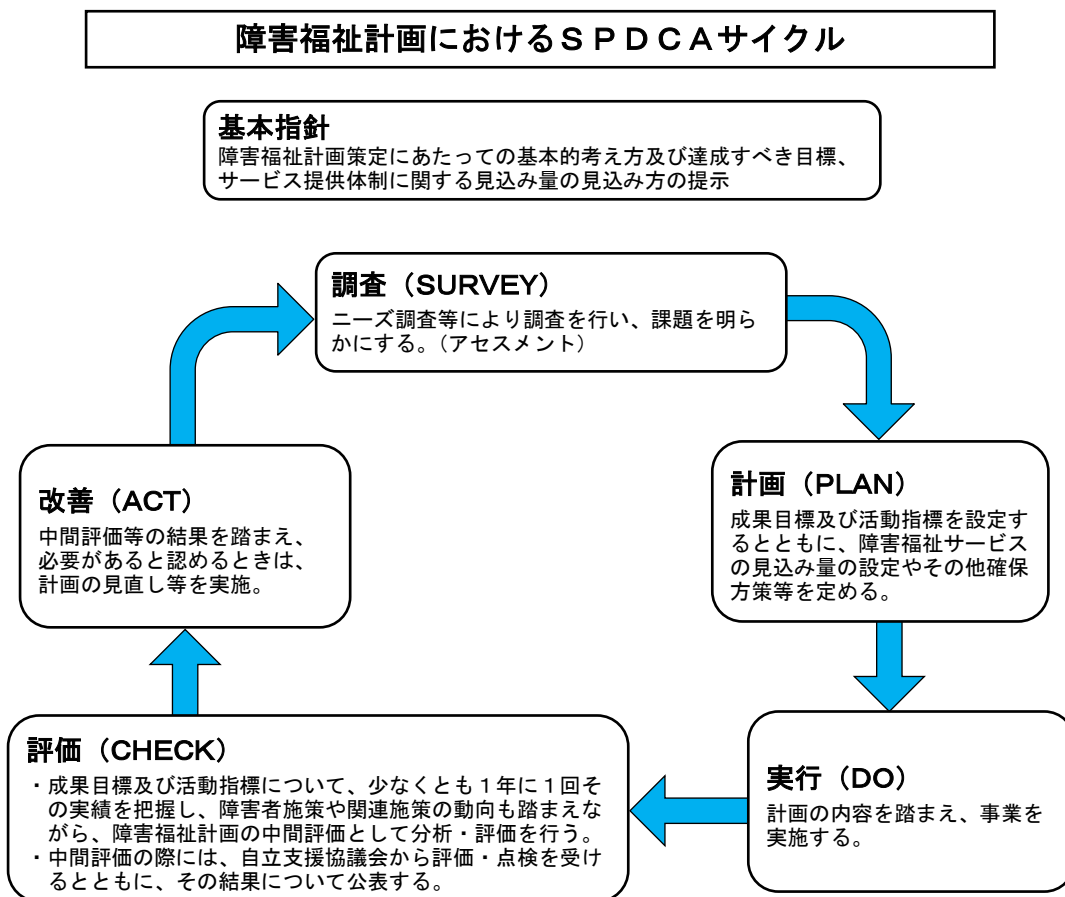 障害福祉計画におけるＳＰＤＣＡサイクル
基本指針
障害福祉計画策定にあたっての基本的考え方及び達成すべき目標、
サービス提供体制に関する見込み量の見込み方の提示
調査（SURVEY）
ニーズ調査等により調査を行い、課題を明ら
かにする。（アセスメント）
計画（PLAN）
成果目標及び活動指標を設定す
るとともに、障害福祉サービス
の見込み量の設定やその他確保
方策等を定める。
実行（DO）
計画の内容を踏まえ、事業を
実施する。
評価（CHECK）
・成果目標及び活動指標について、少なくとも１年に１回そ
の実績を把握し、障害者施策や関連施策の動向も踏まえな
がら、障害福祉計画の中間評価として分析・評価を行う。
・中間評価の際には、自立支援協議会から評価・点検を受け
るとともに、その結果について公表する。
改善（ACT）
中間評価等の結果を踏まえ、
必要があると認めるときは、
計画の見直し等を実施。